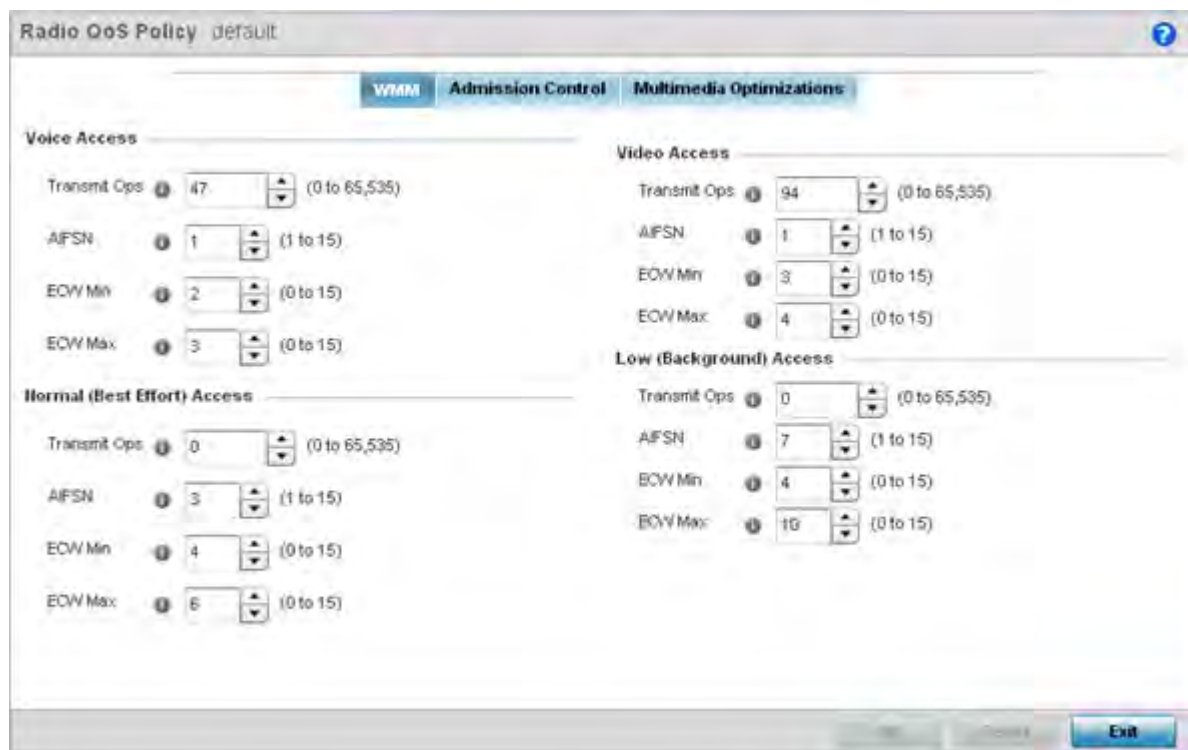 Radio QoS Policy default
WMM Admission Control Multimedia Optimizations
Voice Access
Transmit Ops 47 (0 to 65,535)
AIFSN 1 (1 to 15)
ECW Min 2 (0 to 15)
ECW Max 3 (0 to 15)
Normal (Best Effort) Access
Transmit Ops 0 (0 to 65,535)
AIFSN 3 (1 to 15)
ECW Min 4 (0 to 15)
ECW Max 6 (0 to 15)
Video Access
Transmit Ops 94 (0 to 65,535)
AIFSN 1 (1 to 15)
ECW Min 3 (0 to 15)
ECW Max 4 (0 to 15)
Low (Background) Access
Transmit Ops 0 (0 to 65,535)
AIFSN 7 (1 to 15)
ECW Min 4 (0 to 15)
ECW Max 10 (0 to 15)
Exit